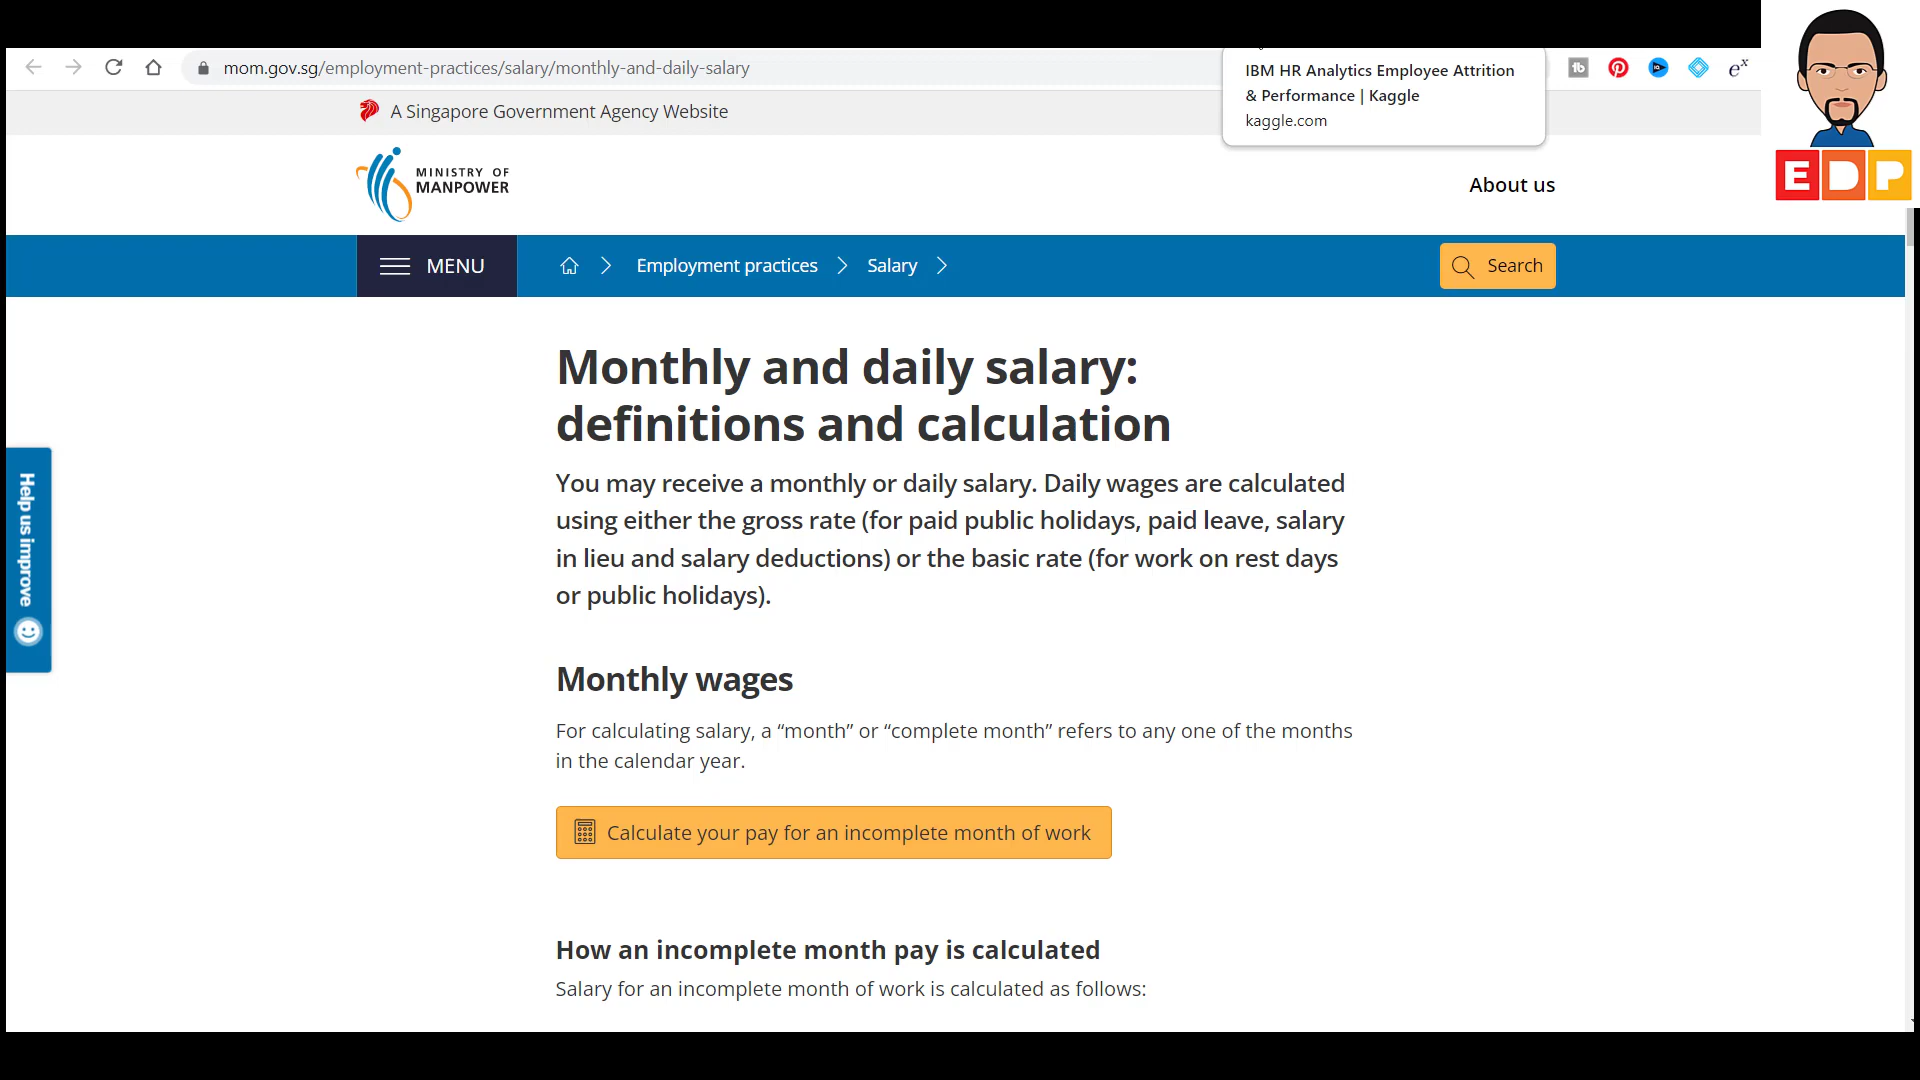 mom.gov.sg/employment-practices/salary/monthly-and-daily-salary
IBM HR Analytics Employee Attrition
& Performance | Kaggle
kaggle.com
tb
e^x
EDP
A Singapore Government Agency Website
MINISTRY OF
MANPOWER
About us
MENU
Employment practices
Salary
Search
Monthly and daily salary:
definitions and calculation
You may receive a monthly or daily salary. Daily wages are calculated
using either the gross rate (for paid public holidays, paid leave, salary
in lieu and salary deductions) or the basic rate (for work on rest days
or public holidays).
Help us improve
Monthly wages
For calculating salary, a “month” or “complete month” refers to any one of the months
in the calendar year.
Calculate your pay for an incomplete month of work
How an incomplete month pay is calculated
Salary for an incomplete month of work is calculated as follows: